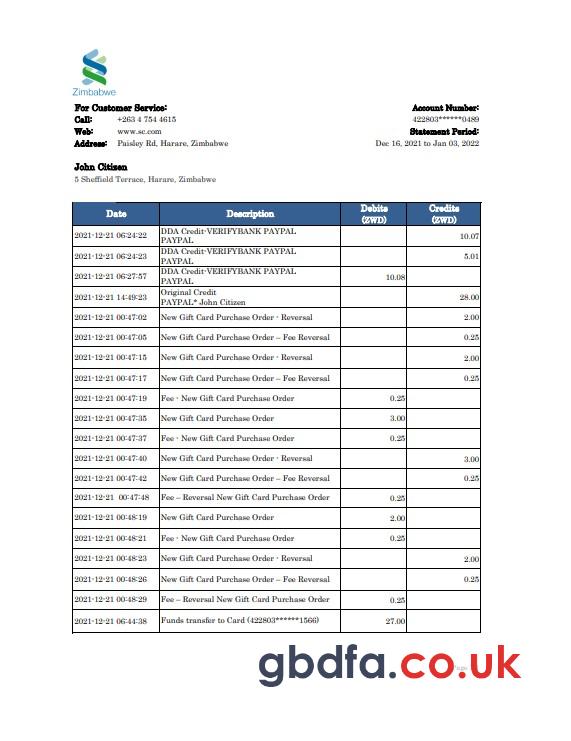 Zimbabwe
For Customer Service:
Call: +263 4 754 4615
Web: www.sc.com
Address: Paisley Rd, Harare, Zimbabwe
Account Number:
422803******0489
Statement Period:
Dec 16, 2021 to Jan 03, 2022
John Citizen
5 Sheffield Terrace, Harare, Zimbabwe
Date Description Debits (ZWD) Credits (ZWD)
2021-12-21 06:24:22 DDA Credit-VERIFYBANK PAYPAL PAYPAL 10.07
2021-12-21 06:24:23 DDA Credit-VERIFYBANK PAYPAL PAYPAL 5.01
2021-12-21 06:27:57 DDA Credit-VERIFYBANK PAYPAL PAYPAL 10.08
2021-12-21 14:49:23 Original Credit PAYPAL* John Citizen 28.00
2021-12-21 00:47:02 New Gift Card Purchase Order - Reversal 2.00
2021-12-21 00:47:05 New Gift Card Purchase Order – Fee Reversal 0.25
2021-12-21 00:47:15 New Gift Card Purchase Order - Reversal 2.00
2021-12-21 00:47:17 New Gift Card Purchase Order – Fee Reversal 0.25
2021-12-21 00:47:19 Fee - New Gift Card Purchase Order 0.25
2021-12-21 00:47:35 New Gift Card Purchase Order 3.00
2021-12-21 00:47:37 Fee - New Gift Card Purchase Order 0.25
2021-12-21 00:47:40 New Gift Card Purchase Order - Reversal 3.00
2021-12-21 00:47:42 New Gift Card Purchase Order – Fee Reversal 0.25
2021-12-21 00:47:48 Fee – Reversal New Gift Card Purchase Order 0.25
2021-12-21 00:48:19 New Gift Card Purchase Order 2.00
2021-12-21 00:48:21 Fee - New Gift Card Purchase Order 0.25
2021-12-21 00:48:23 New Gift Card Purchase Order - Reversal 2.00
2021-12-21 00:48:26 New Gift Card Purchase Order – Fee Reversal 0.25
2021-12-21 00:48:29 Fee – Reversal New Gift Card Purchase Order 0.25
2021-12-21 06:44:38 Funds transfer to Card (422803******1566) 27.00
gbdfa.co.uk